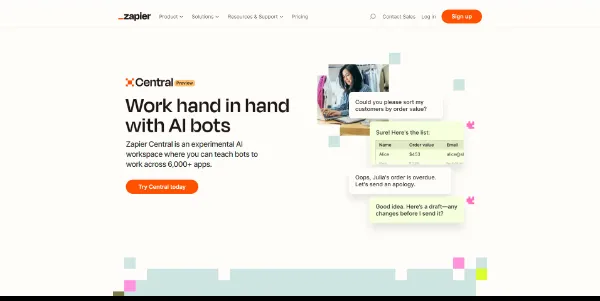 zapier Product Solutions Resources & Support Pricing Contact Sales Log in Sign up
Central Preview
Work hand in hand
with AI bots
Zapier Central is an experimental AI
workspace where you can teach bots to
work across 6,000+ apps.
Try Central today
Could you please sort my
customers by order value?
Sure! Here's the list.
Name Order value Email
Alice $453
Oops, Julia's order is overdue.
Let's send an apology.
Good idea. Here's a draft—any
changes before I send it?